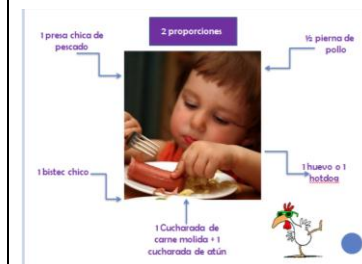 2 proporciones
1 presa chica de
pescado
½ pierna de
pollo
1 bistec chico
1 huevo o 1
hotdog
1 Cucharada de
carne molida + 1
cucharada de atún